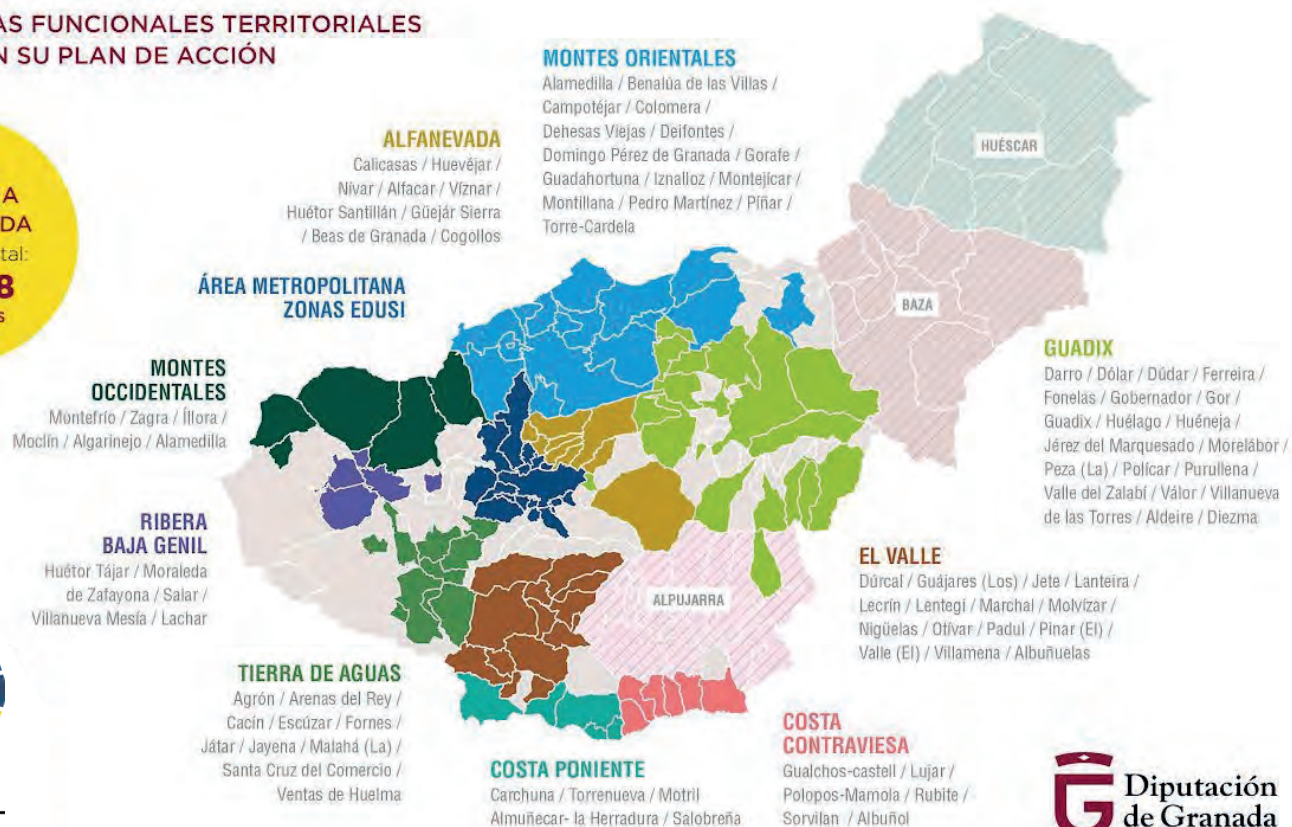 AS FUNCIONALES TERRITORIALES
N SU PLAN DE ACCIÓN
A
DA
tal:
8
s
MONTES ORIENTALES
Alamedilla / Benalúa de las Villas /
Campotéjar / Colomera /
Dehesas Viejas / Deifontes /
Domingo Pérez de Granada / Gorafe /
Guadahortuna / Iznalloz / Montejícar /
Montillana / Pedro Martínez / Píñar /
Torre-Cardela
ALFANEVADA
Calicasas / Huevéjar /
Nívar / Alfacar / Víznar /
Huétor Santillán / Güejár Sierra
/ Beas de Granada / Cogollos
ÁREA METROPOLITANA
ZONAS EDUSI
MONTES
OCCIDENTALES
Montefrío / Zagra / Íllora /
Moclín / Algarinejo / Alamedilla
RIBERA
BAJA GENIL
Huétor Tájar / Moraleda
de Zafayona / Salar /
Villanueva Mesía / Lachar
TIERRA DE AGUAS
Agrón / Arenas del Rey /
Cacín / Escúzar / Fornes /
Játar / Jayena / Malahá (La) /
Santa Cruz del Comercio /
Ventas de Huelma
COSTA PONIENTE
Carchuna / Torrenueva / Motril
Almuñecar- la Herradura / Salobreña
COSTA
CONTRAVIESA
Gualchos-castell / Lujar /
Polopos-Mamola / Rubite /
Sorvilan / Albuñol
EL VALLE
Dúrcal / Guájares (Los) / Jete / Lanteira /
Lecrín / Lentegí / Marchal / Molvízar /
Nigüelas / Otívar / Padul / Pinar (El) /
Valle (El) / Villamena / Albuñuelas
GUADIX
Darro / Dólar / Dúdar / Ferreira /
Fonelas / Gobernador / Gor /
Guadix / Huélago / Huéneja /
Jérez del Marquesado / Morelábor /
Peza (La) / Polícar / Purullena /
Valle del Zalabí / Válor / Villanueva
de las Torres / Aldeire / Diezma
HUÉSCAR
BAZA
ALPUJARRA
Diputación
de Granada